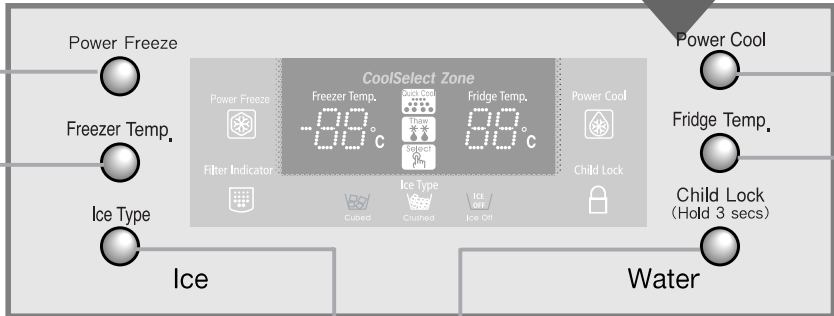 Power Freeze
Freezer Temp.
Ice Type
Ice
CoolSelect Zone
Power Freeze
Freezer Temp.
Quick Cool
Fridge Temp.
Power Cool
-88°c
Thaw
88°c
Select
Filter Indicator
Child Lock
Ice Type
ICE
OFF
Cubed
Crushed
Ice Off
Power Cool
Fridge Temp.
Child Lock
(Hold 3 secs)
Water